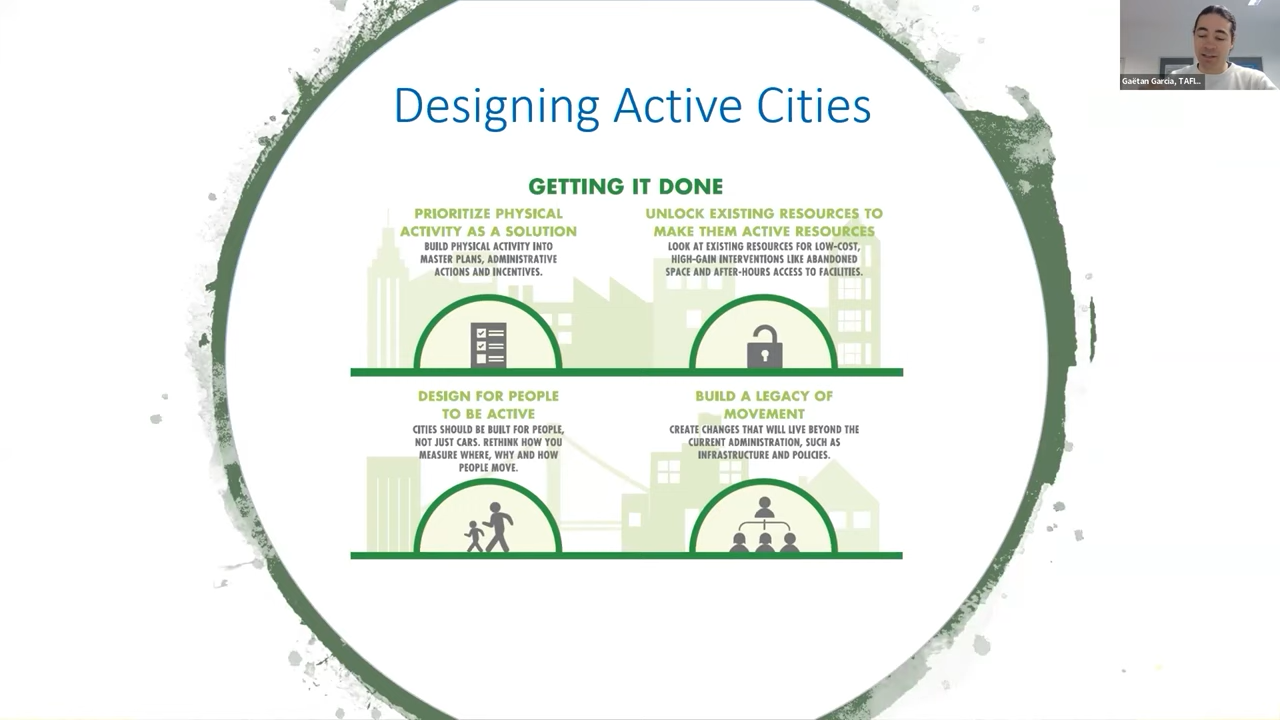 Designing Active Cities
Gaëtan Garcia, TAFI...
GETTING IT DONE
PRIORITIZE PHYSICAL
ACTIVITY AS A SOLUTION
BUILD PHYSICAL ACTIVITY INTO
MASTER PLANS, ADMINISTRATIVE
ACTIONS AND INCENTIVES.
UNLOCK EXISTING RESOURCES TO
MAKE THEM ACTIVE RESOURCES
LOOK AT EXISTING RESOURCES FOR LOW-COST,
HIGH-GAIN INTERVENTIONS LIKE ABANDONED
SPACE AND AFTER-HOURS ACCESS TO FACILITIES.
DESIGN FOR PEOPLE
TO BE ACTIVE
CITIES SHOULD BE BUILT FOR PEOPLE,
NOT JUST CARS. RETHINK HOW YOU
MEASURE WHERE, WHY AND HOW
PEOPLE MOVE.
BUILD A LEGACY OF
MOVEMENT
CREATE CHANGES THAT WILL LIVE BEYOND THE
CURRENT ADMINISTRATION, SUCH AS
INFRASTRUCTURE AND POLICIES.